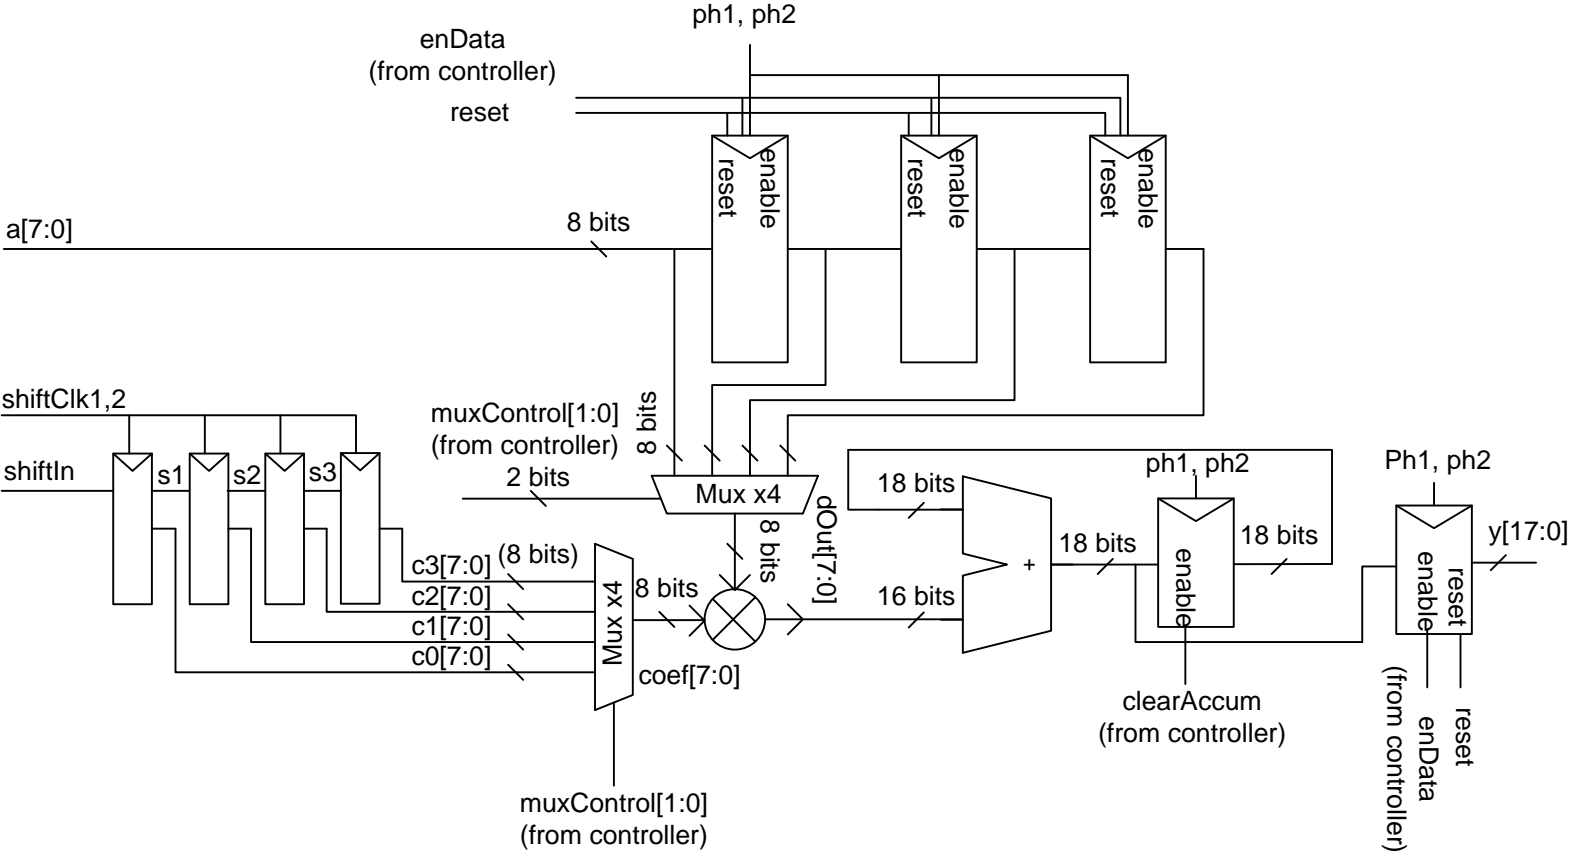 ph1, ph2
enData
(from controller)
reset
reset
enable
reset
enable
reset
enable
a[7:0]
8 bits
shiftClk1,2
shiftIn
s1
s2
s3
muxControl[1:0]
(from controller)
2 bits
8 bits
Mux x4
8 bits
dOut[7:0]
c3[7:0]
(8 bits)
c2[7:0]
c1[7:0]
c0[7:0]
Mux x4
8 bits
coef[7:0]
muxControl[1:0]
(from controller)
18 bits
16 bits
+
18 bits
ph1, ph2
enable
18 bits
clearAccum
(from controller)
Ph1, ph2
enable
reset
y[17:0]
enData
(from controller)
reset